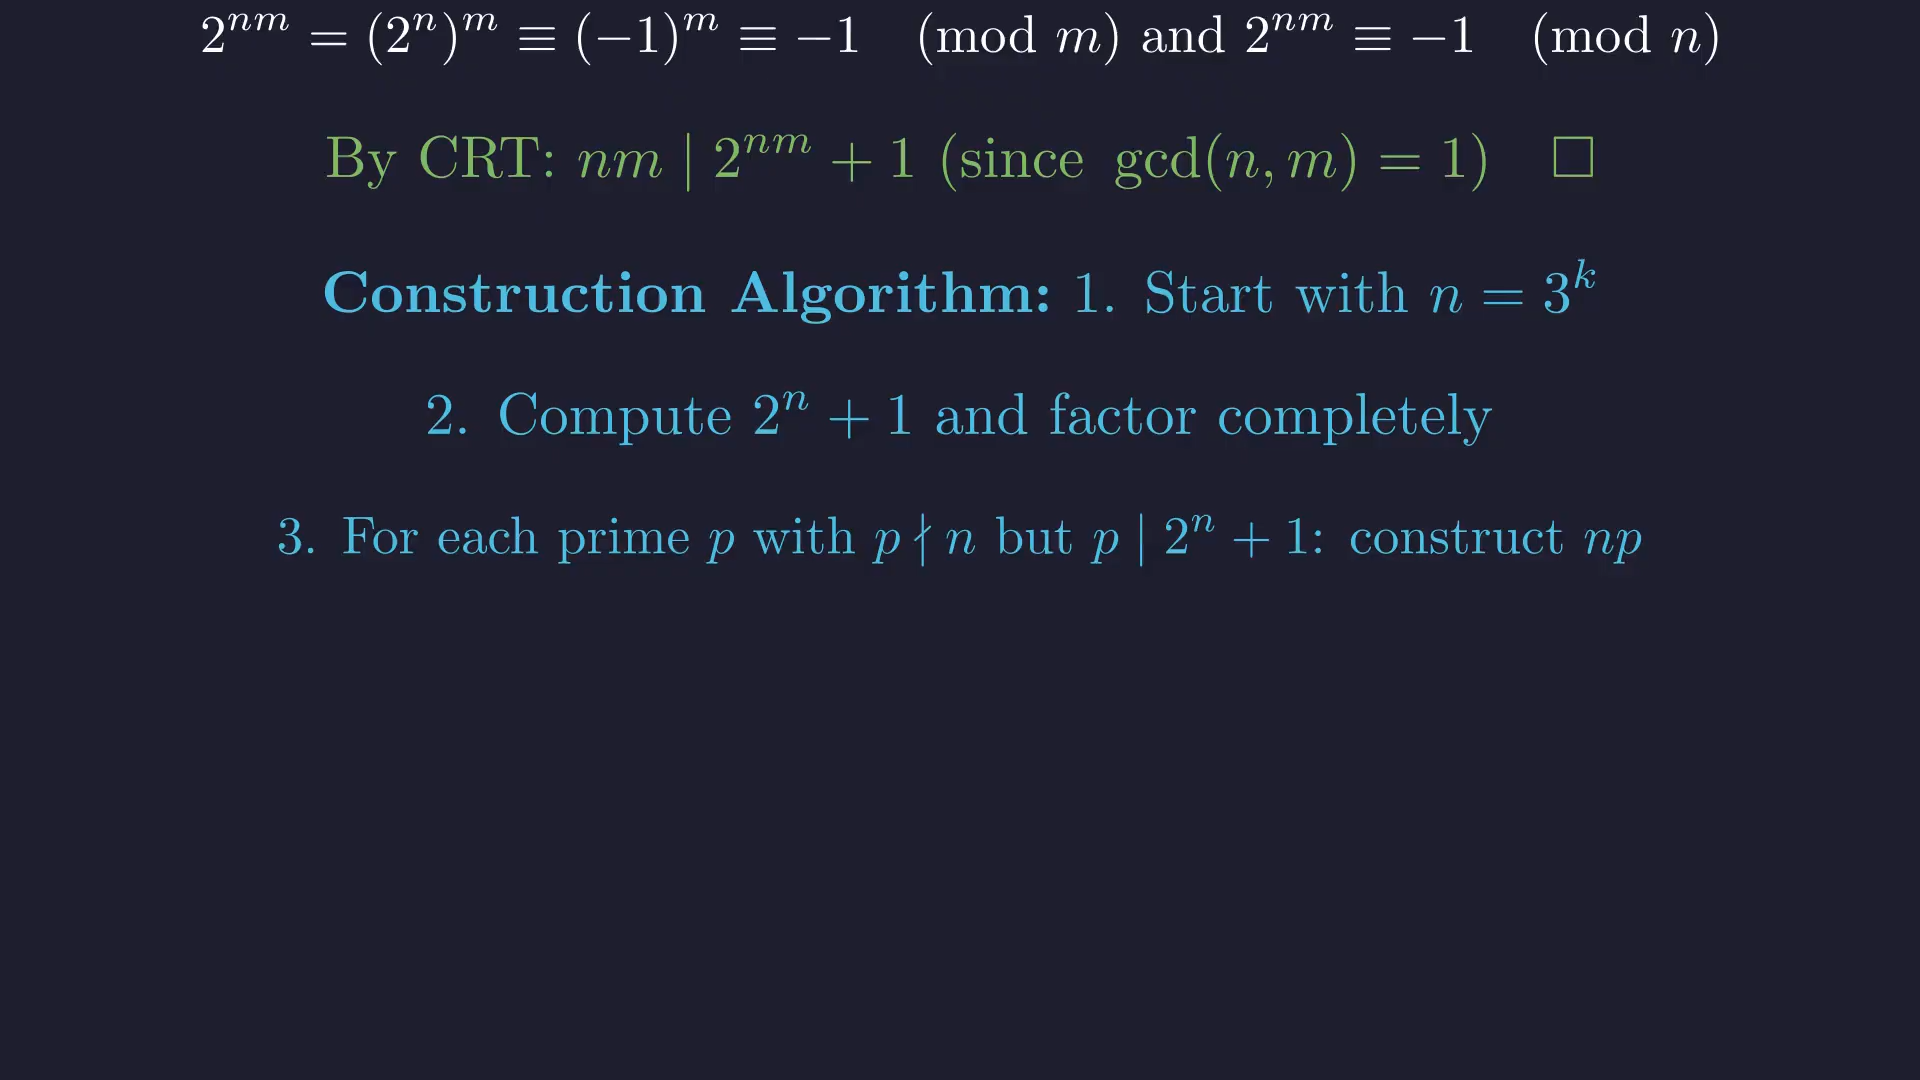 2^{nm} = (2^n)^m ≡ (−1)^m ≡ −1 (mod m) and 2^{nm} ≡ −1 (mod n)
By CRT: nm | 2^{nm} + 1 (since gcd(n, m) = 1) □
Construction Algorithm: 1. Start with n = 3^k
2. Compute 2^n + 1 and factor completely
3. For each prime p with p ∤ n but p | 2^n + 1: construct np